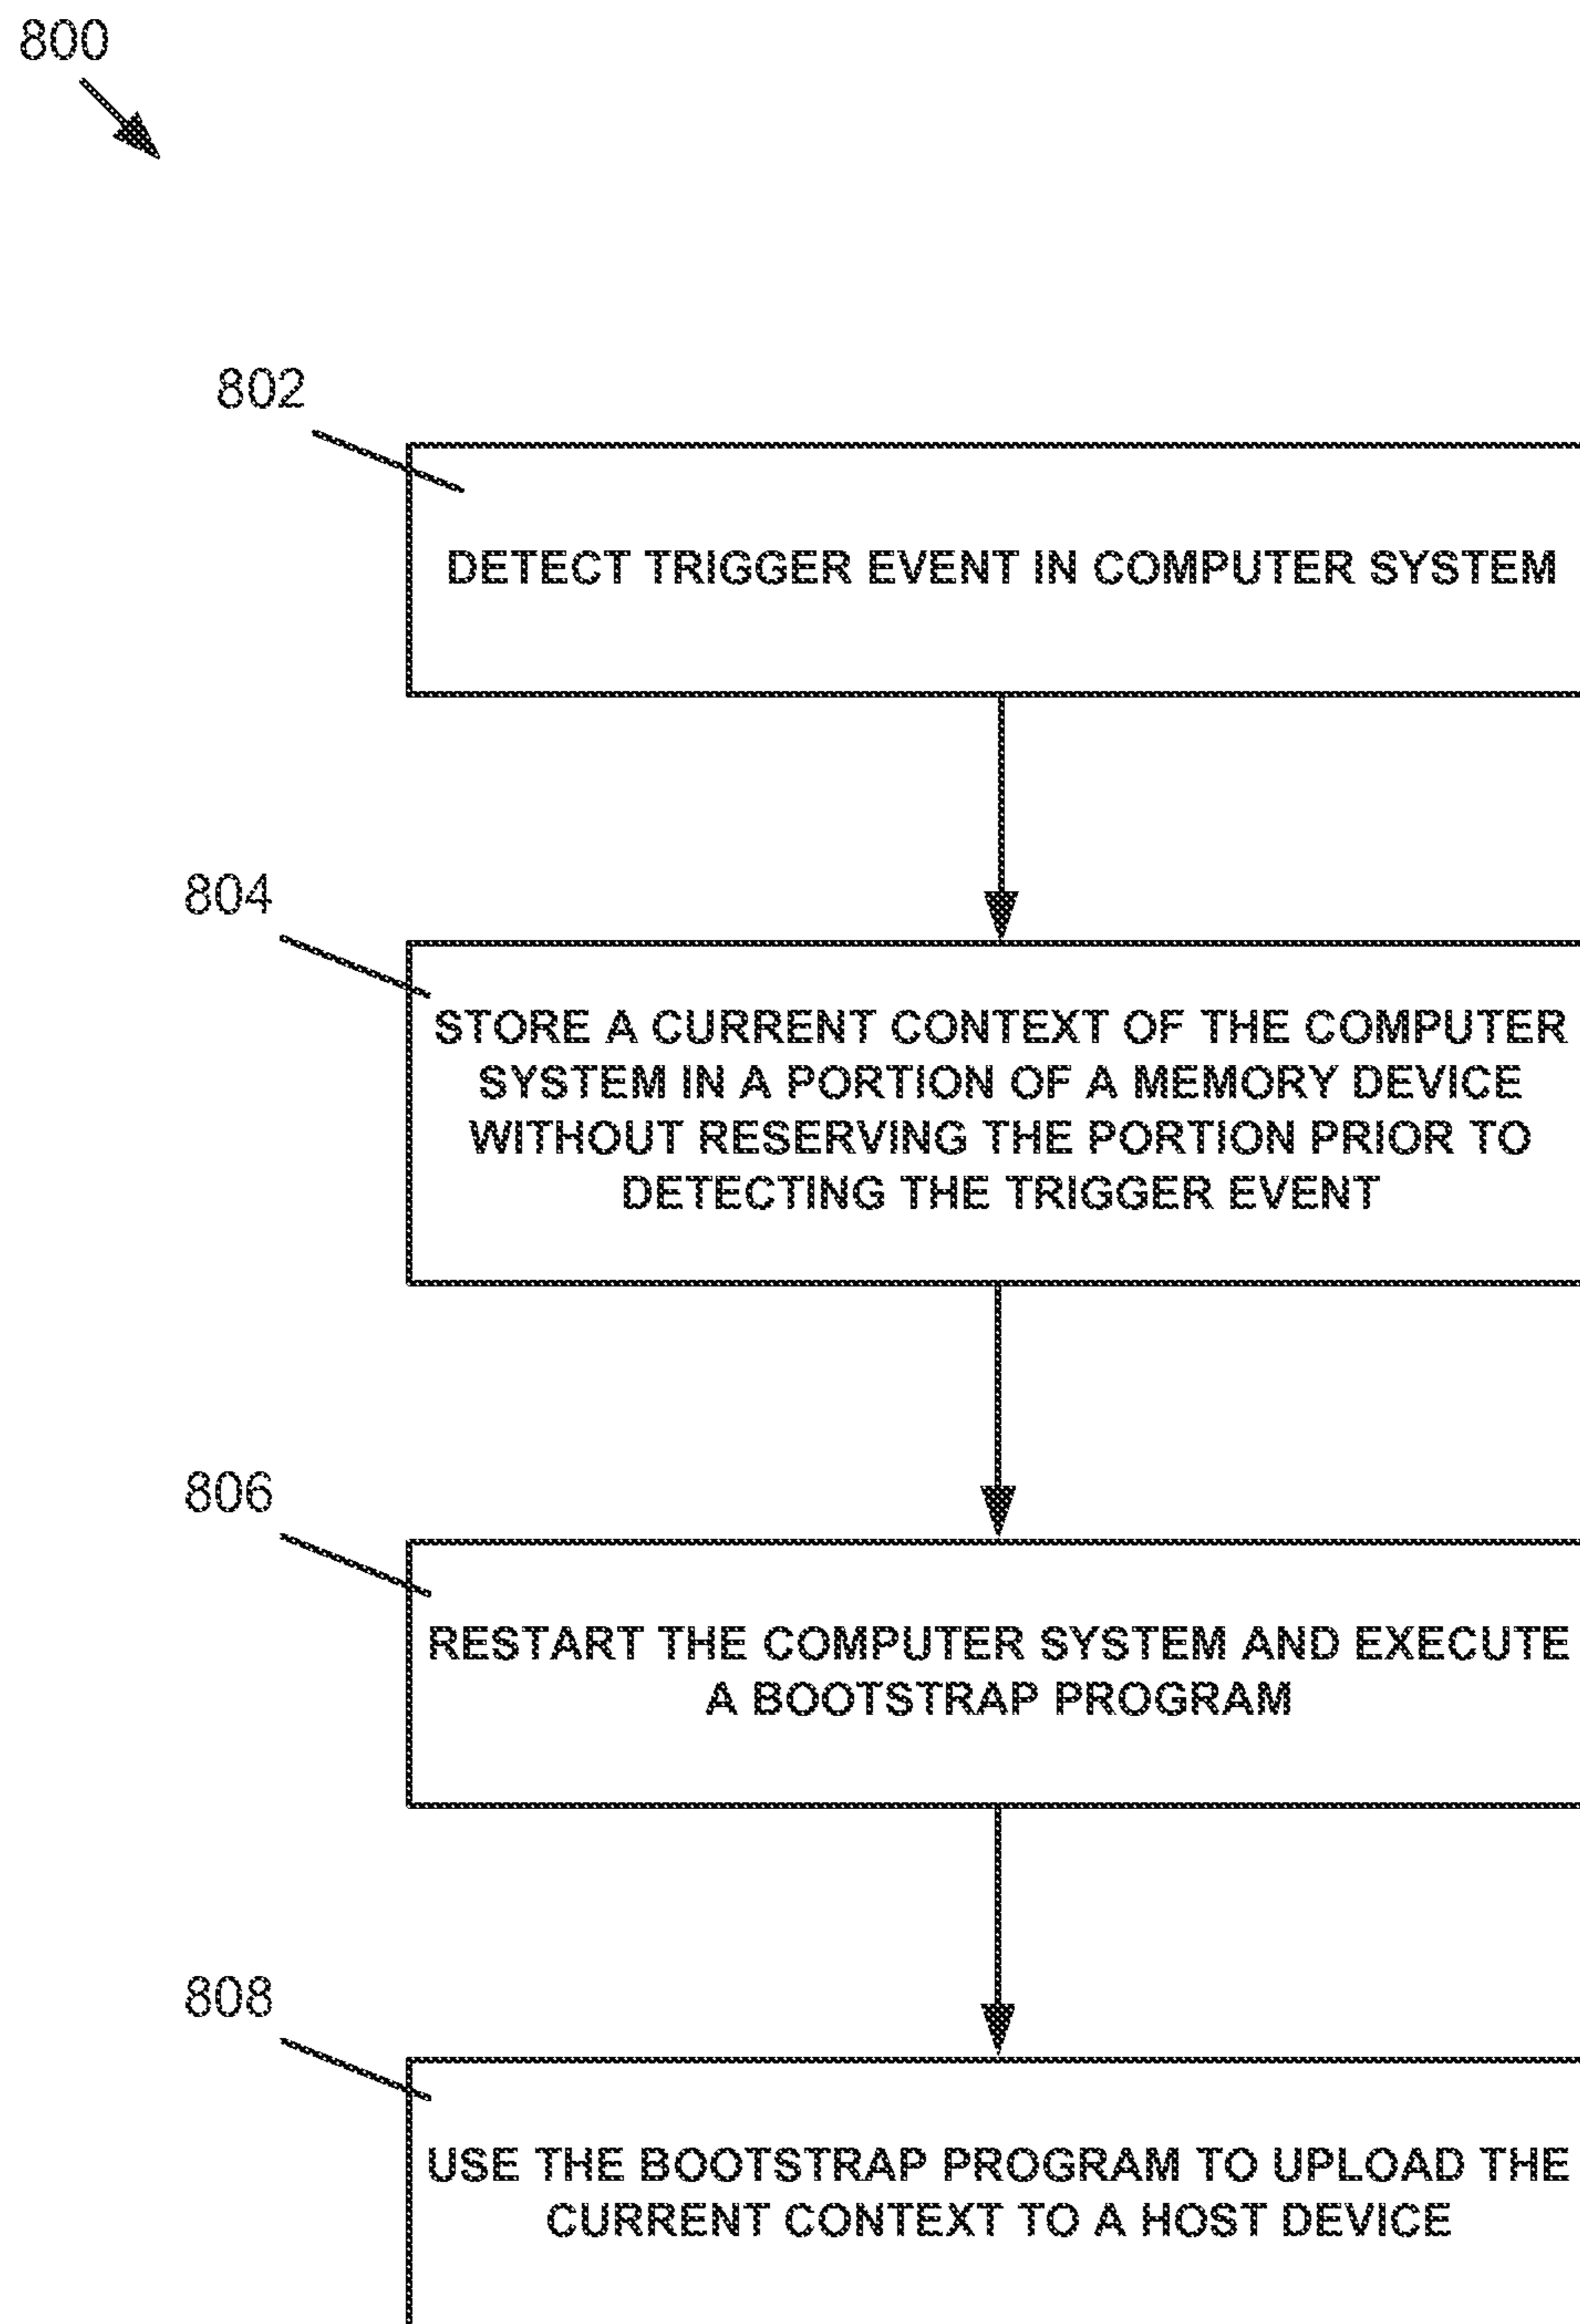 800
802
DETECT TRIGGER EVENT IN COMPUTER SYSTEM
804
STORE A CURRENT CONTEXT OF THE COMPUTER
SYSTEM IN A PORTION OF A MEMORY DEVICE
WITHOUT RESERVING THE PORTION PRIOR TO
DETECTING THE TRIGGER EVENT
806
RESTART THE COMPUTER SYSTEM AND EXECUTE
A BOOTSTRAP PROGRAM
808
USE THE BOOTSTRAP PROGRAM TO UPLOAD THE
CURRENT CONTEXT TO A HOST DEVICE